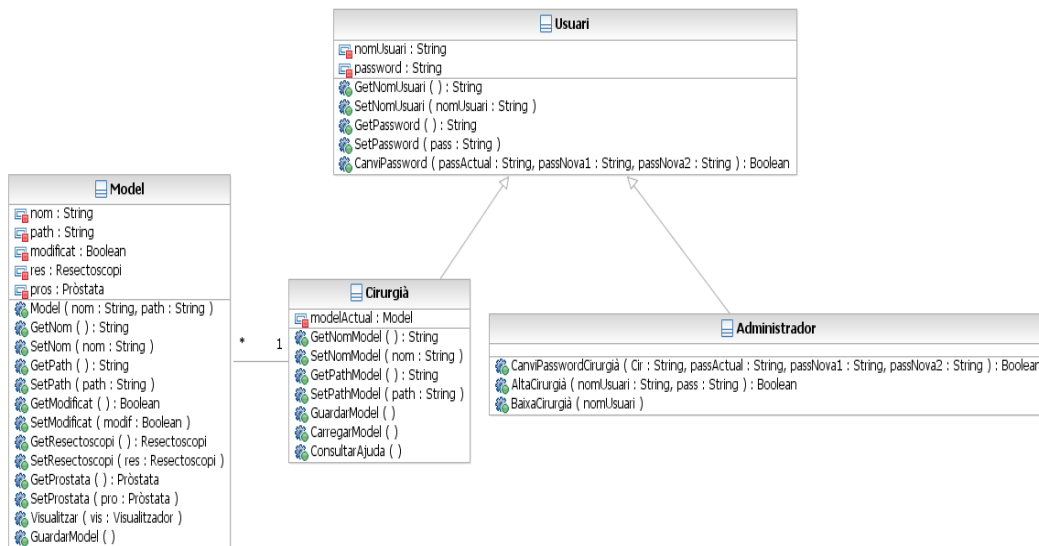 Usuari
nomUsuari : String
password : String
GetNomUsuari ( ) : String
SetNomUsuari ( nomUsuari : String )
GetPassword ( ) : String
SetPassword ( pass : String )
CanviPassword ( passActual : String, passNova1 : String, passNova2 : String ) : Boolean
Model
nom : String
path : String
modificat : Boolean
res : Resectoscopi
pros : Pròstata
Model ( nom : String, path : String )
GetNom ( ) : String
SetNom ( nom : String )
GetPath ( ) : String
SetPath ( path : String )
GetModificat ( ) : Boolean
SetModificat ( modif : Boolean )
GetResectoscopi ( ) : Resectoscopi
SetResectoscopi ( res : Resectoscopi )
GetProstata ( ) : Pròstata
SetProstata ( pro : Pròstata )
Visualitzar ( vis : Visualitzador )
GuardarModel ( )
* 1
Cirurgià
modelActual : Model
GetNomModel ( ) : String
SetNomModel ( nom : String )
GetPathModel ( ) : String
SetPathModel ( path : String )
GuardarModel ( )
CarregarModel ( )
ConsultarAjuda ( )
Administrador
CanviPasswordCirurgià ( Cir : String, passActual : String, passNova1 : String, passNova2 : String ) : Boolean
AltaCirurgià ( nomUsuari : String, pass : String ) : Boolean
BaixaCirurgià ( nomUsuari )